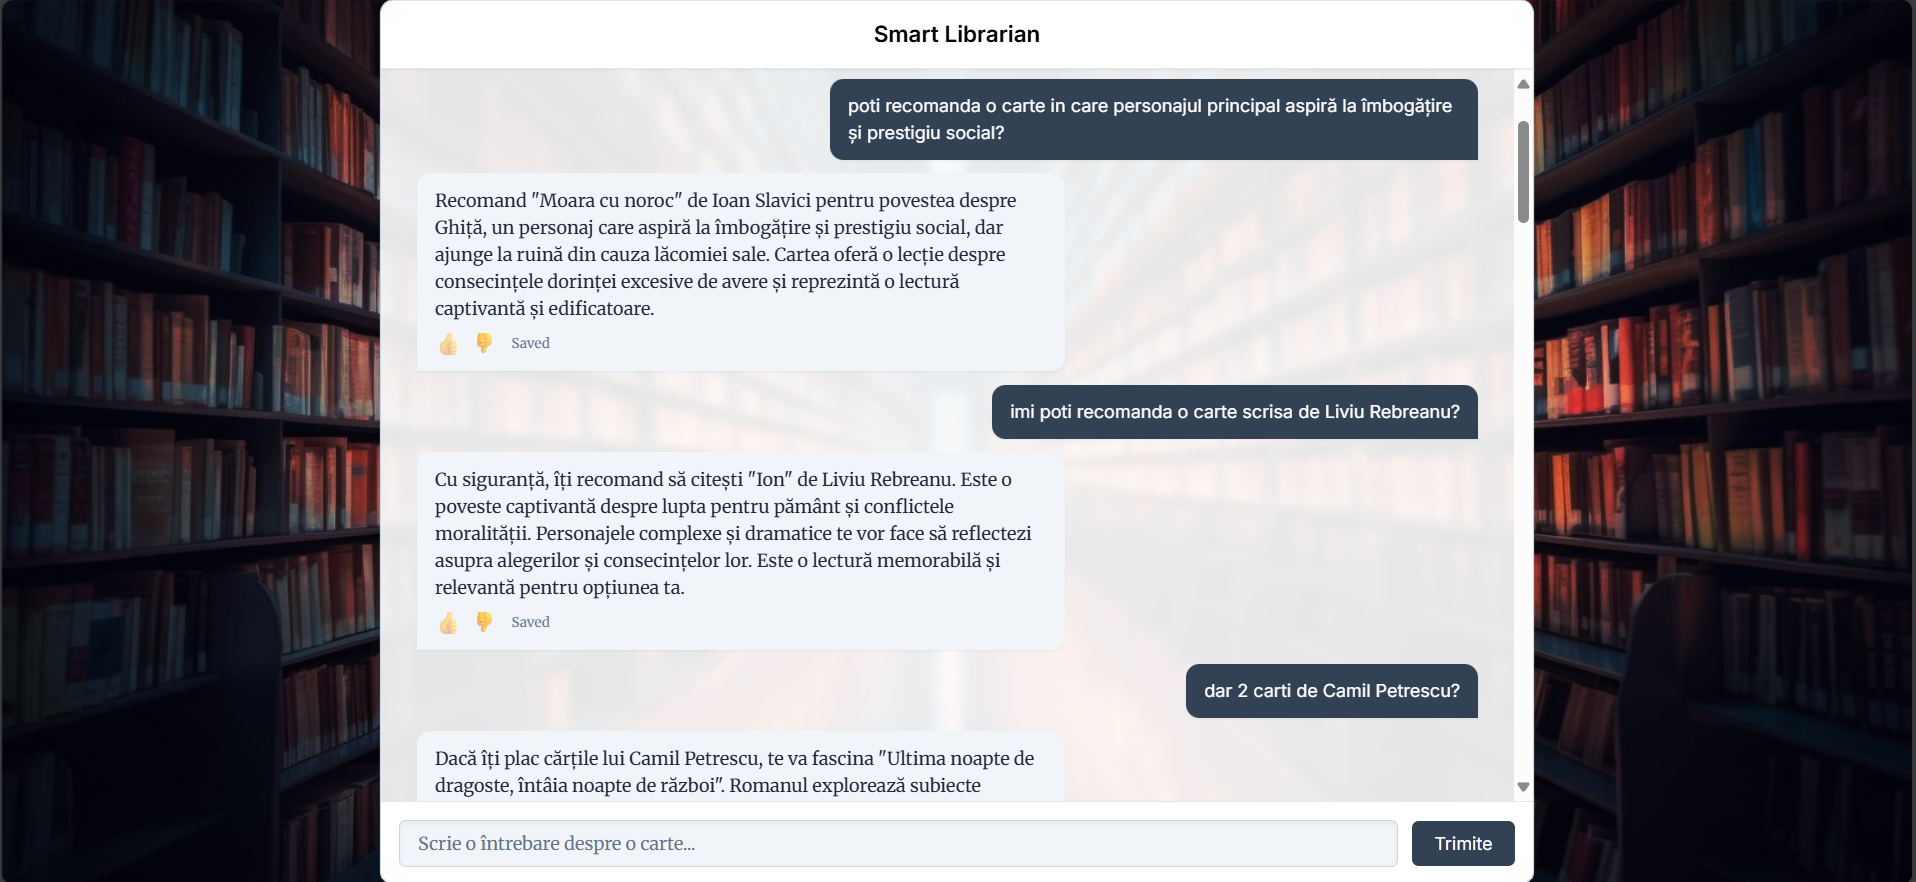 Smart Librarian
poti recomanda o carte in care personajul principal aspiră la îmbogățire
și prestigiu social?
Recomand "Moara cu noroc" de Ioan Slavici pentru povestea despre
Ghiță, un personaj care aspiră la îmbogățire și prestigiu social, dar
ajunge la ruină din cauza lăcomiei sale. Cartea oferă o lecție despre
consecințele dorinței excesive de avere și reprezintă o lectură
captivantă și edificatoare.
Saved
imi poti recomanda o carte scrisa de Liviu Rebreanu?
Cu siguranță, îți recomand să citești "Ion" de Liviu Rebreanu. Este o
poveste captivantă despre lupta pentru pământ și conflictele
moralității. Personajele complexe și dramatice te vor face să reflectezi
asupra alegerilor și consecințelor lor. Este o lectură memorabilă și
relevantă pentru opțiunea ta.
Saved
dar 2 carti de Camil Petrescu?
Dacă îți plac cărțile lui Camil Petrescu, te va fascina "Ultima noapte de
dragoste, întâia noapte de război". Romanul explorează subiecte
Scrie o întrebare despre o carte...
Trimite